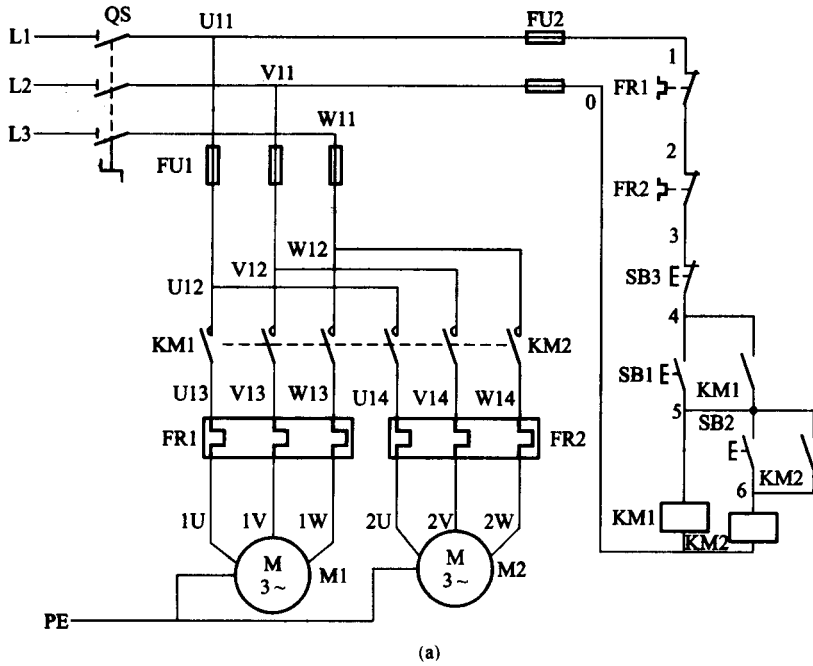 QS
U11
FU2
L1
1
V11
L2
0
FR1
W11
L3
FU1
2
FR2
W12
3
V12
SB3
U12
4
KM1
KM2
SB1
KM1
U13
V13
W13
U14
V14
W14
5
SB2
FR1
FR2
KM2
6
1U
1V
1W
2U
2V
2W
KM1
KM2
M
3~
M1
M
3~
M2
PE
(a)